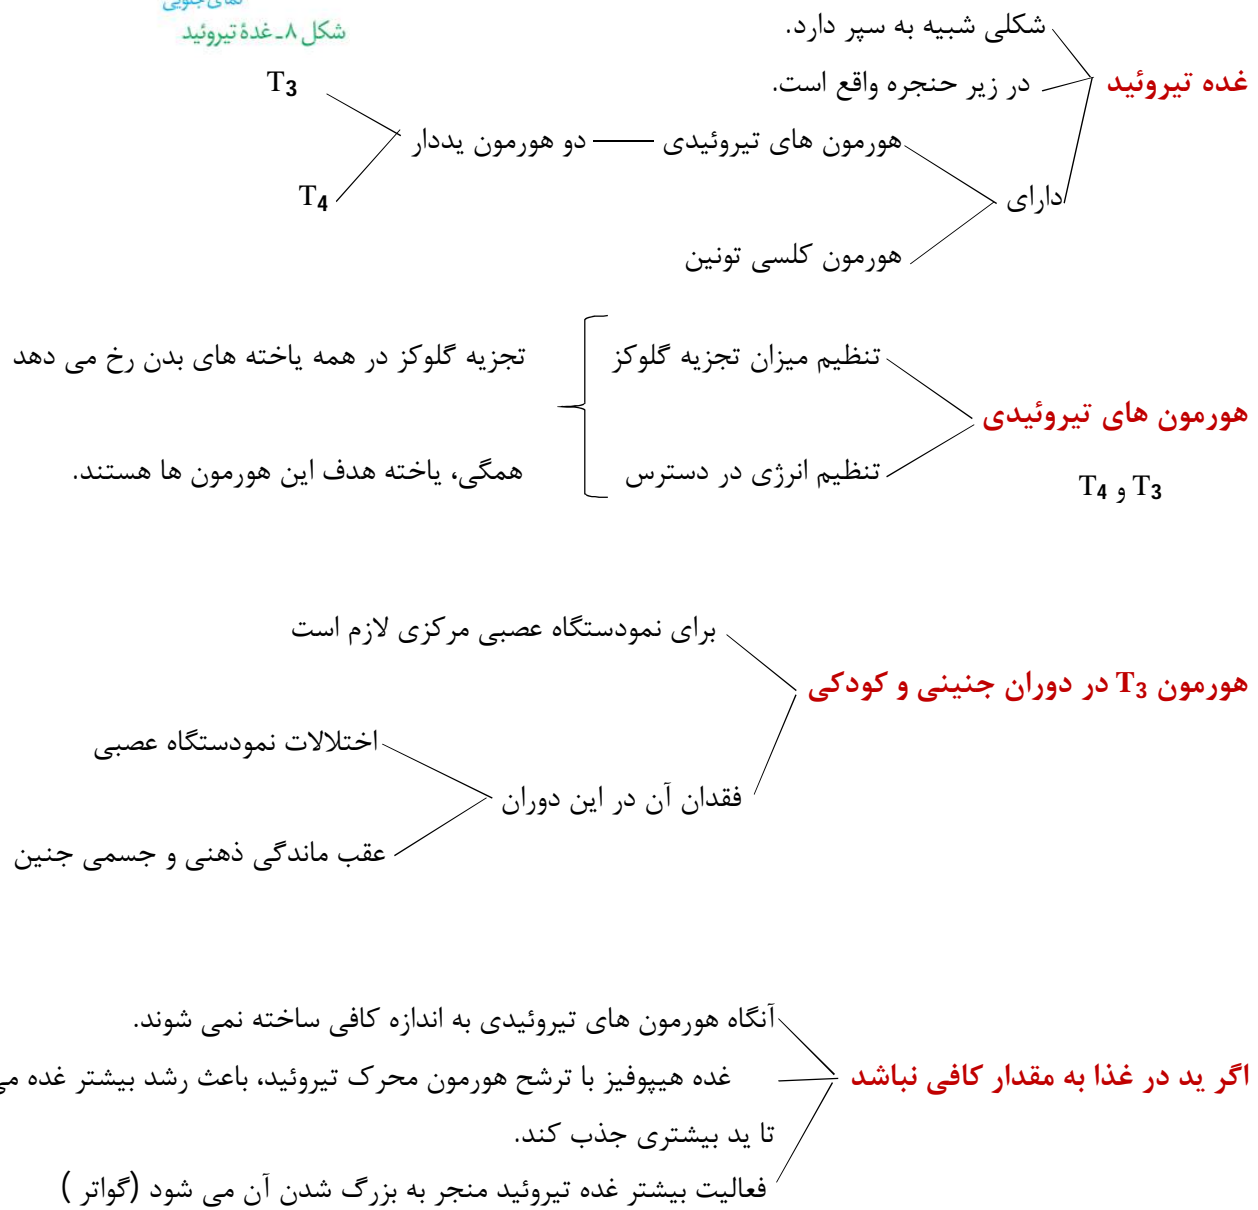 نمای جلویی
شکل ۸ـ غدۀ تیروئید
غده تیروئید
شکلی شبیه به سپر دارد.
در زیر حنجره واقع است.
دارای
هورمون های تیروئیدی
دو هورمون یددار
T3
T4
هورمون کلسی تونین
هورمون های تیروئیدی
T3 و T4
تنظیم میزان تجزیه گلوکز
تنظیم انرژی در دسترس
تجزیه گلوکز در همه یاخته های بدن رخ می دهد
همگی، یاخته هدف این هورمون ها هستند.
هورمون T3 در دوران جنینی و کودکی
برای نمودستگاه عصبی مرکزی لازم است
فقدان آن در این دوران
اختلالات نمودستگاه عصبی
عقب ماندگی ذهنی و جسمی جنین
اگر ید در غذا به مقدار کافی نباشد
آنگاه هورمون های تیروئیدی به اندازه کافی ساخته نمی شوند.
غده هیپوفیز با ترشح هورمون محرک تیروئید، باعث رشد بیشتر غده می
تا ید بیشتری جذب کند.
فعالیت بیشتر غده تیروئید منجر به بزرگ شدن آن می شود (گواتر )